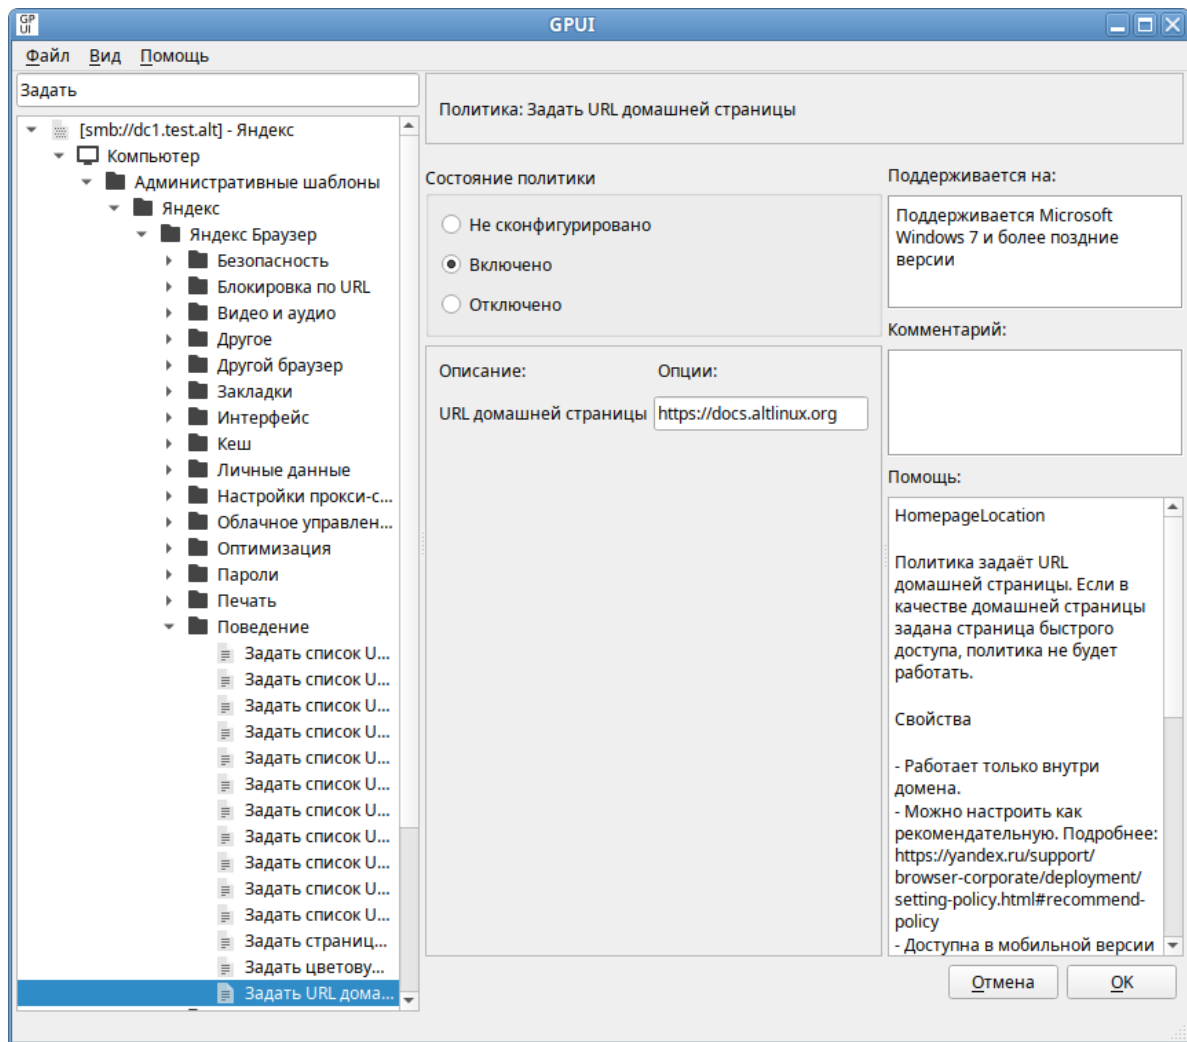 GP
UI
GPUI
Файл Вид Помощь
Задать
[smb://dc1.test.alt] - Яндекс
Компьютер
Административные шаблоны
Яндекс
Яндекс Браузер
Безопасность
Блокировка по URL
Видео и аудио
Другое
Другой браузер
Закладки
Интерфейс
Кеш
Личные данные
Настройки прокси-с...
Облачное управлен...
Оптимизация
Пароли
Печать
Поведение
Задать список U...
Задать список U...
Задать список U...
Задать список U...
Задать список U...
Задать список U...
Задать список U...
Задать список U...
Задать список U...
Задать список U...
Задать список U...
Задать страниц...
Задать цветову...
Задать URL дома...
Политика: Задать URL домашней страницы
Состояние политики
Не сконфигурировано
Включено
Отключено
Описание: Опции:
URL домашней страницы https://docs.altlinux.org
Поддерживается на:
Поддерживается Microsoft
Windows 7 и более поздние
версии
Комментарий:
Помощь:
HomepageLocation
Политика задаёт URL
домашней страницы. Если в
качестве домашней страницы
задана страница быстрого
доступа, политика не будет
работать.
Свойства
- Работает только внутри
домена.
- Можно настроить как
рекомендательную. Подробнее:
https://yandex.ru/support/
browser-corporate/deployment/
setting-policy.html#recommend-
policy
- Доступна в мобильной версии
Отмена OK